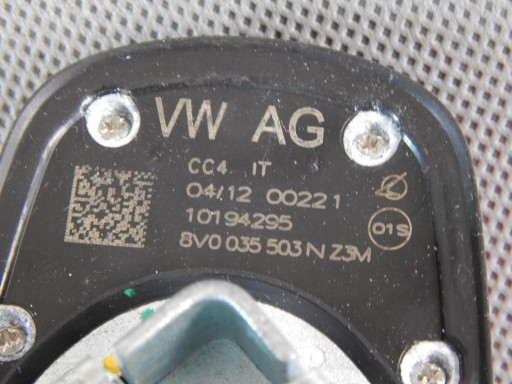 VW AG
CC4 IT
04/12 00221
10194295
01S
8V0 035 503 N Z3M